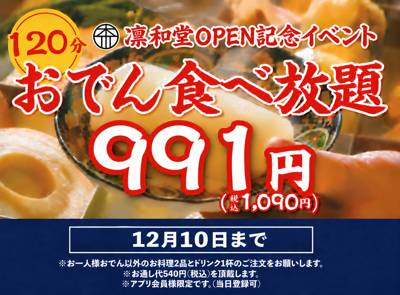 120分
凛和堂OPEN記念イベント
おでん食べ放題
991円
(税込1,090円)
12月10日まで
※お一人様おでん以外のお料理2品とドリンク1杯のご注文をお願いします。
※お通し代540円(税込)を頂戴します。
※アプリ会員様限定です。(当日登録可)